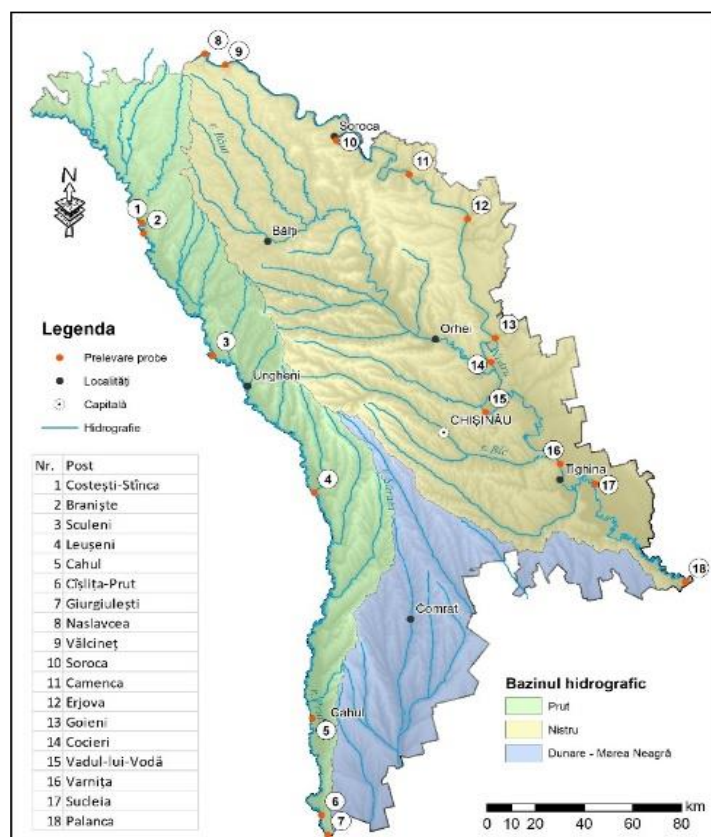 8
9
Soroca
10
r. Răut
11
12
N
1
2
Bălți
Legenda
Prelevare probe
Localități
Capitală
Hidrografie
3
Ungheni
Orhei
13
14
15
CHIȘINĂU
r. Bîc
16
Tighina
17
18
4
Comrat
Cahul
5
6
7
Nr. Post
1 Costești-Stînca
2 Braniște
3 Sculeni
4 Leușeni
5 Cahul
6 Cîșlița-Prut
7 Giurgiulești
8 Naslavcea
9 Vălcineț
10 Soroca
11 Camenca
12 Erjova
13 Goieni
14 Cocieri
15 Vadul-lui-Vodă
16 Varnița
17 Sucleia
18 Palanca
Bazinul hidrografic
Prut
Nistru
Dunare - Marea Neagră
km
0 10 20 40 60 80